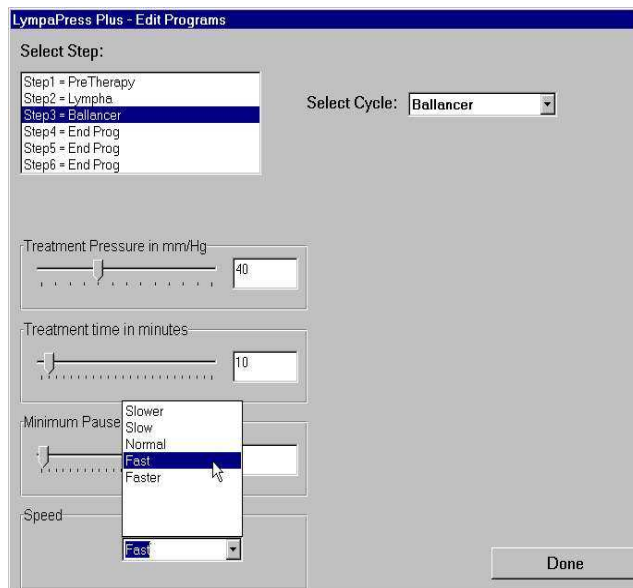 LympaPress Plus - Edit Programs
Select Step:
Step1 = PreTherapy
Step2 = Lympha
Step3 = Ballancer
Step4 = End Prog
Step5 = End Prog
Step6 = End Prog
Select Cycle: Ballancer
Treatment Pressure in mm/Hg
40
Treatment time in minutes
10
Minimum Pause
Slower
Slow
Normal
Fast
Faster
Speed
Fast
Done